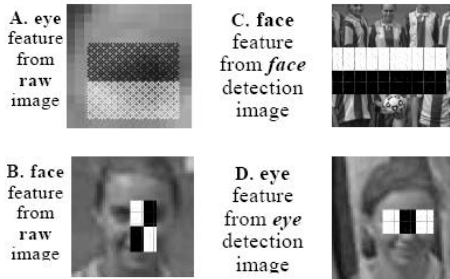 A. eye
feature
from
raw
image
C. face
feature
from face
detection
image
B. face
feature
from
raw
image
D. eye
feature
from eye
detection
image